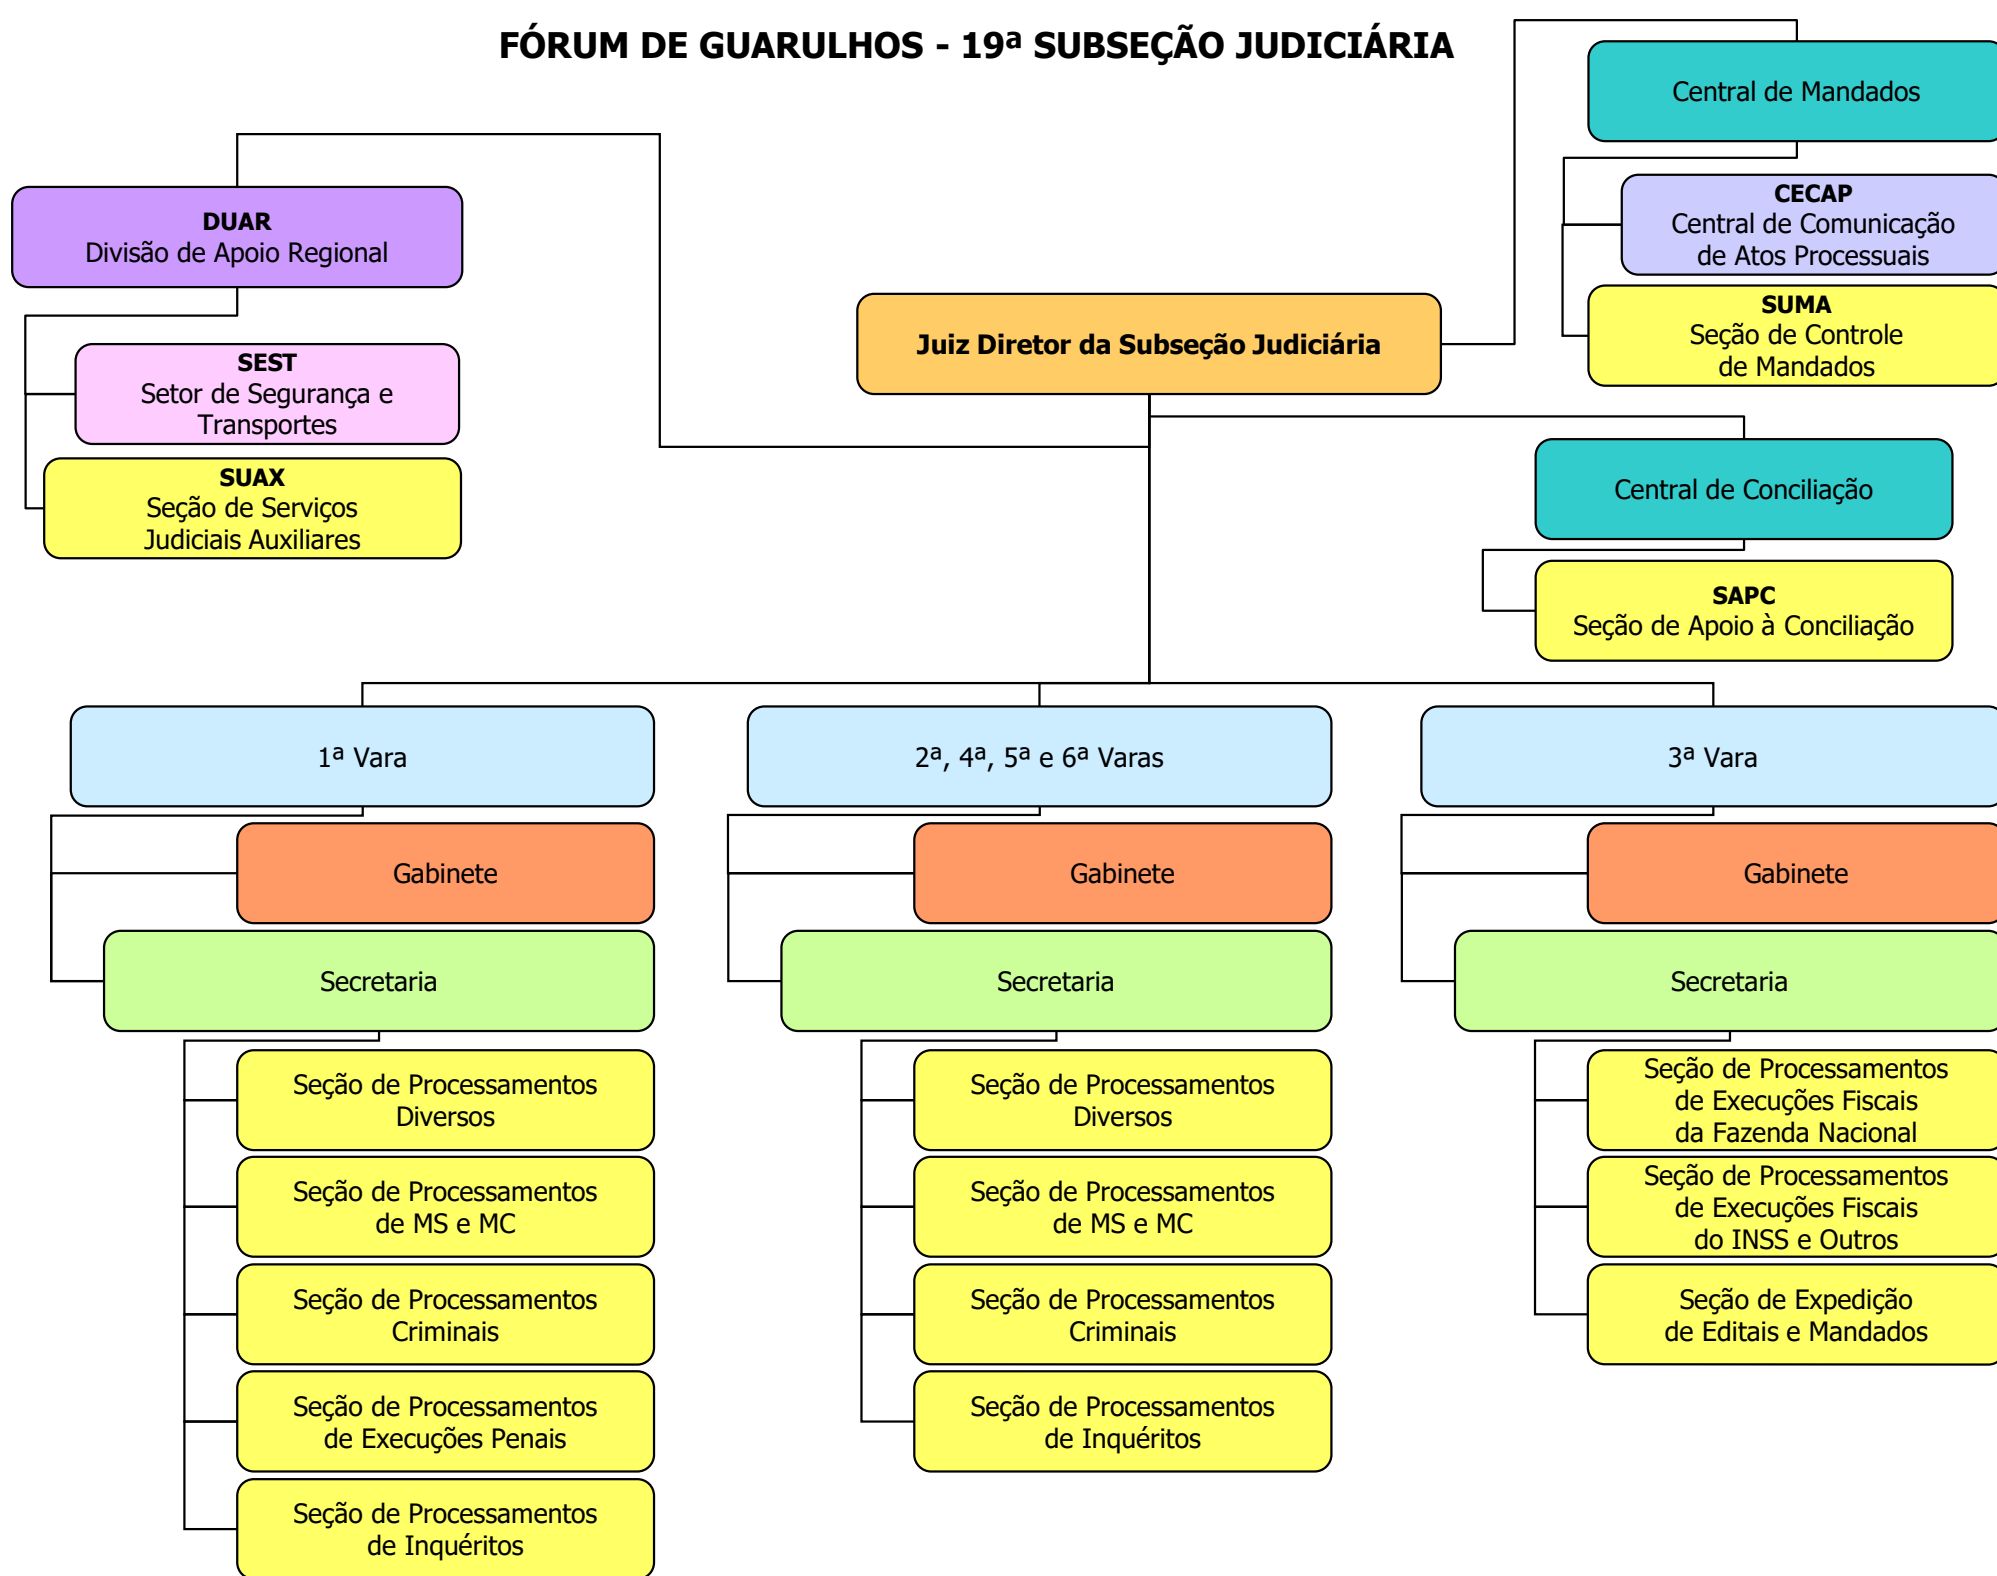 FÓRUM DE GUARULHOS - 19ª SUBSEÇÃO JUDICIÁRIA
Central de Mandados
CECAP
Central de Comunicação
de Atos Processuais
SUMA
Seção de Controle
de Mandados
DUAR
Divisão de Apoio Regional
SEST
Setor de Segurança e
Transportes
SUAX
Seção de Serviços
Judiciais Auxiliares
Juiz Diretor da Subseção Judiciária
Central de Conciliação
SAPC
Seção de Apoio à Conciliação
1ª Vara
Gabinete
Secretaria
Seção de Processamentos
Diversos
Seção de Processamentos
de MS e MC
Seção de Processamentos
Criminais
Seção de Processamentos
de Execuções Penais
Seção de Processamentos
de Inquéritos
2ª, 4ª, 5ª e 6ª Varas
Gabinete
Secretaria
Seção de Processamentos
Diversos
Seção de Processamentos
de MS e MC
Seção de Processamentos
Criminais
Seção de Processamentos
de Inquéritos
3ª Vara
Gabinete
Secretaria
Seção de Processamentos
de Execuções Fiscais
da Fazenda Nacional
Seção de Processamentos
de Execuções Fiscais
do INSS e Outros
Seção de Expedição
de Editais e Mandados